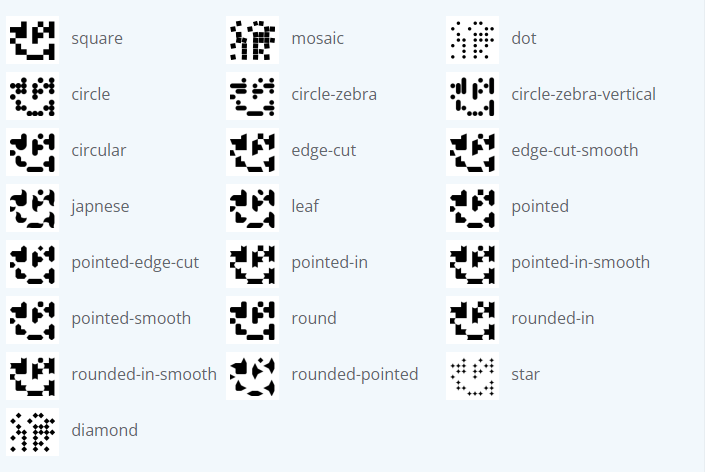 square mosaic dot
circle circle-zebra circle-zebra-vertical
circular edge-cut edge-cut-smooth
japnese leaf pointed
pointed-edge-cut pointed-in pointed-in-smooth
pointed-smooth round rounded-in
rounded-in-smooth rounded-pointed star
diamond